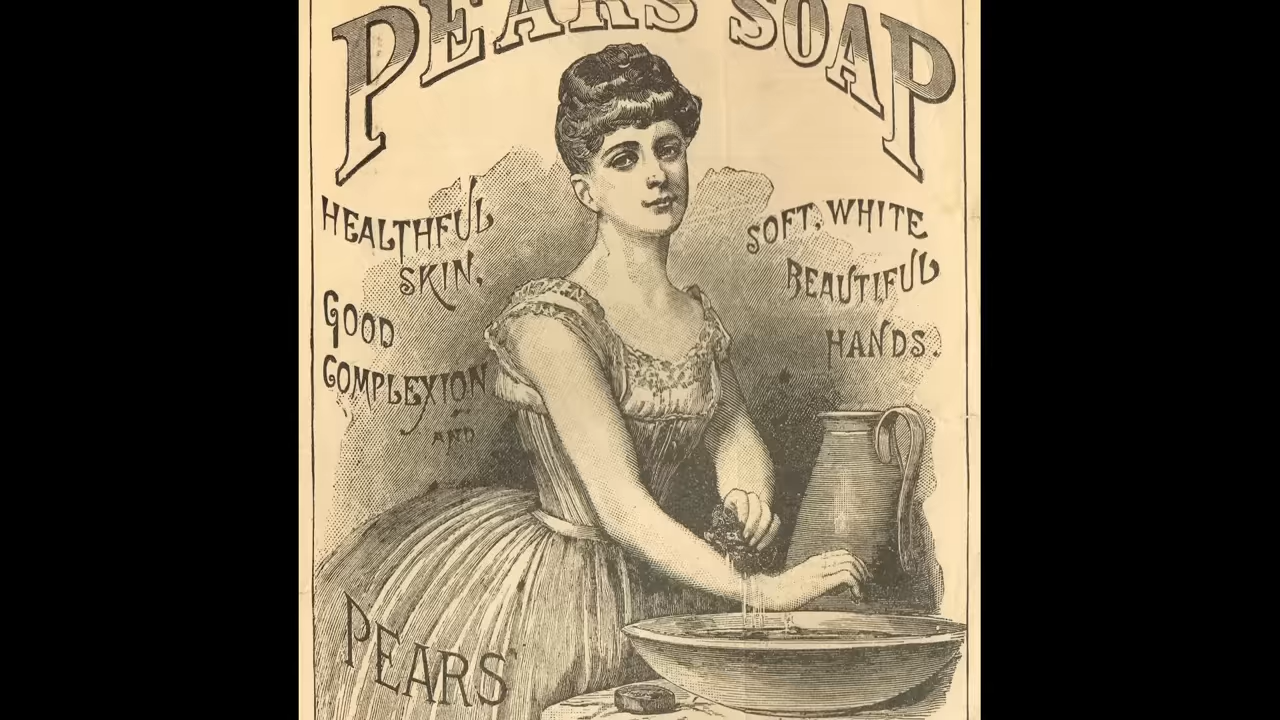 PEARS' SOAP
HEALTHFUL
SKIN,
GOOD
COMPLEXION
AND
SOFT, WHITE
BEAUTIFUL
HANDS.
PEARS'